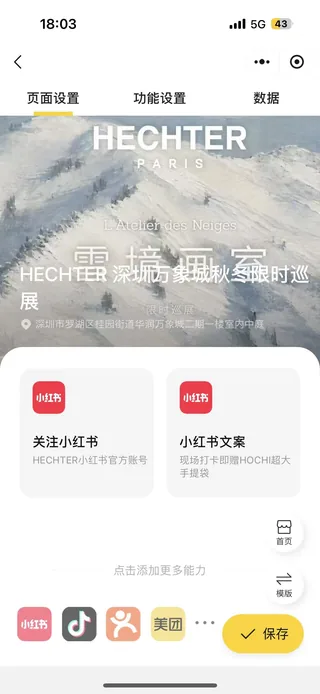 18:03
5G
43
页面设置
功能设置
数据
HECHTER
PARIS
L'Atelier des Neiges
雪境画室
HECHTER 深圳万象城秋冬限时巡
展
限时巡展
深圳市罗湖区桂园街道华润万象城二期一楼室内中庭
小红书
小红书
关注小红书
小红书文案
HECHTER小红书官方账号
现场打卡即赠HOCHI超大
手提袋
首页
点击添加更多能力
模版
小红书
美团
保存